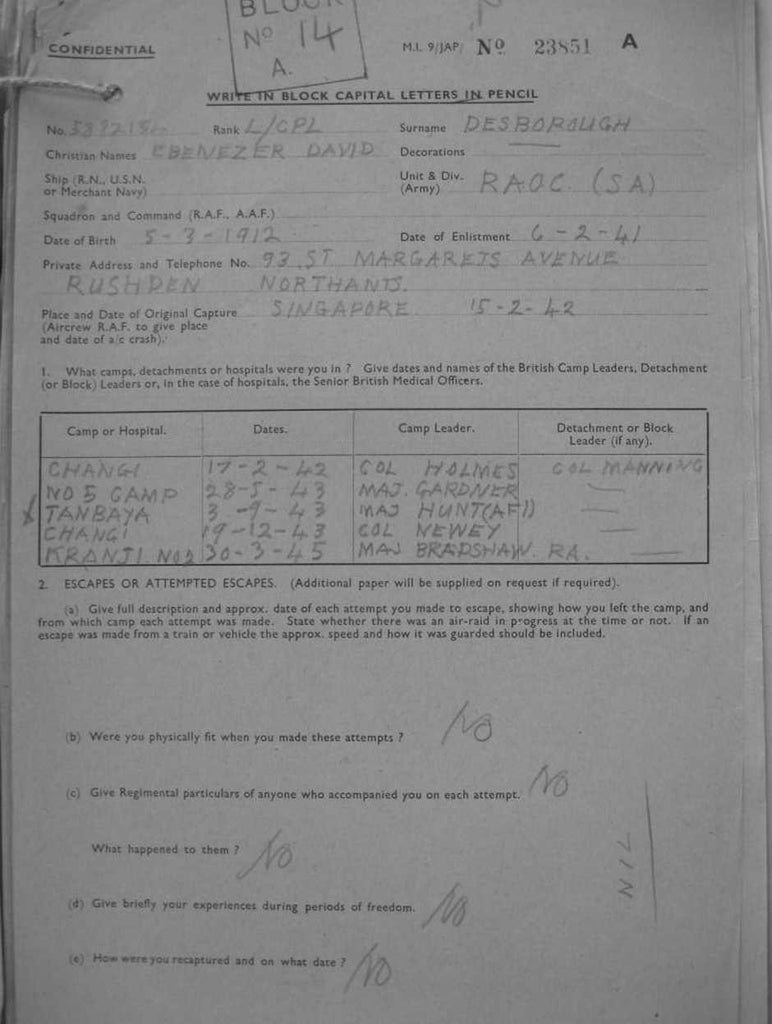 BLOCK
Nº 14
A.
CONFIDENTIAL
M.I. 9/JAP/ Nº 23851 A
WRITE IN BLOCK CAPITAL LETTERS IN PENCIL
No. Rank L/CPL Surname DESBOROUGH
Christian Names EBENEZER DAVID Decorations —
Ship (R.N., U.S.N. or Merchant Navy) Unit & Div. (Army) RAOC (SA)
Squadron and Command (R.A.F., A.A.F.)
Date of Birth 5-3-1912 Date of Enlistment 6-2-41
Private Address and Telephone No. 93, ST MARGARETS AVENUE
RUSHDEN NORTHANTS.
Place and Date of Original Capture SINGAPORE 15-2-42
(Aircrew R.A.F. to give place
and date of a/c crash).
1. What camps, detachments or hospitals were you in ? Give dates and names of the British Camp Leaders, Detachment
(or Block) Leaders or, in the case of hospitals, the Senior British Medical Officers.
Camp or Hospital. Dates. Camp Leader. Detachment or Block Leader (if any).
CHANGI 17-2-42 COL HOLMES COL MANNING
NO 5 CAMP 28-5-43 MAJ. GARDNER —
X TANBAYA 3-9-43 MAJ HUNT (AFI) —
CHANGI 19-12-43 COL NEWEY —
KRANJI NO2 30-3-45 MAJ BRADSHAW. RA. —
2. ESCAPES OR ATTEMPTED ESCAPES. (Additional paper will be supplied on request if required).
(a) Give full description and approx. date of each attempt you made to escape, showing how you left the camp, and
from which camp each attempt was made. State whether there was an air-raid in progress at the time or not. If an
escape was made from a train or vehicle the approx. speed and how it was guarded should be included.
(b) Were you physically fit when you made these attempts ? No
(c) Give Regimental particulars of anyone who accompanied you on each attempt. No
What happened to them ? No
NIL
(d) Give briefly your experiences during periods of freedom. No
(e) How were you recaptured and on what date ? No